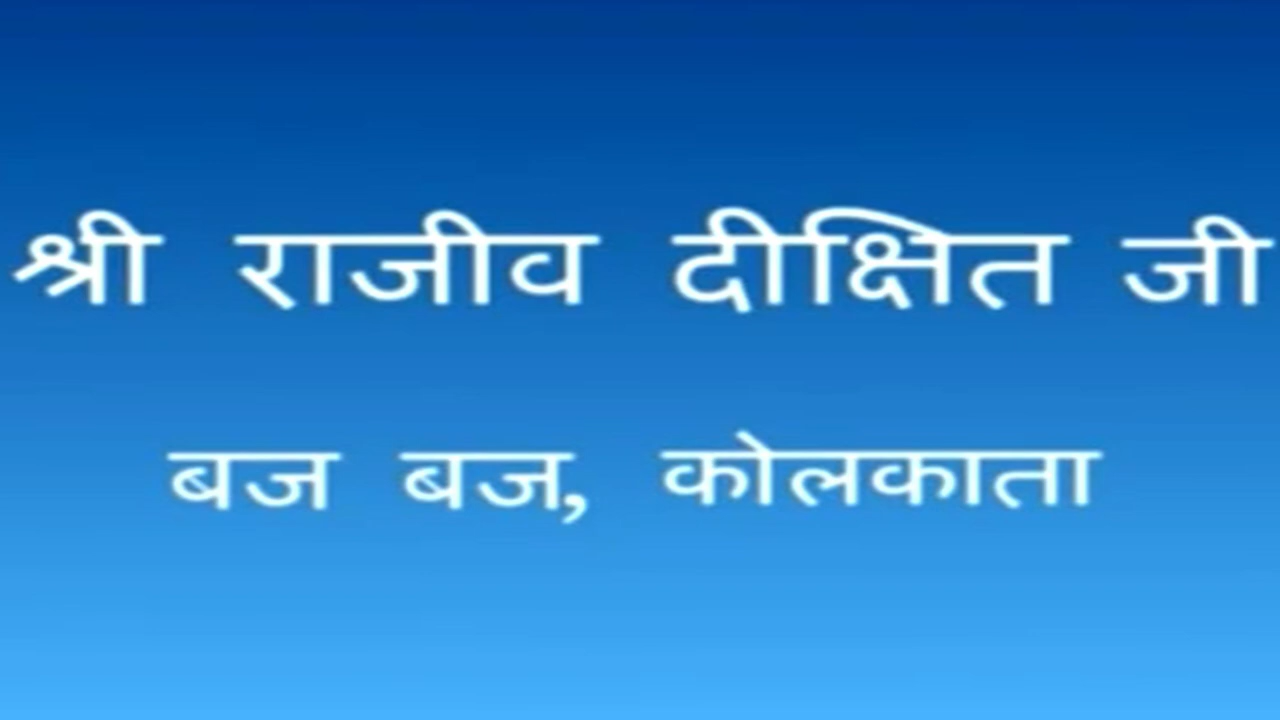 श्री राजीव दीक्षित जी
बज बज, कोलकाता